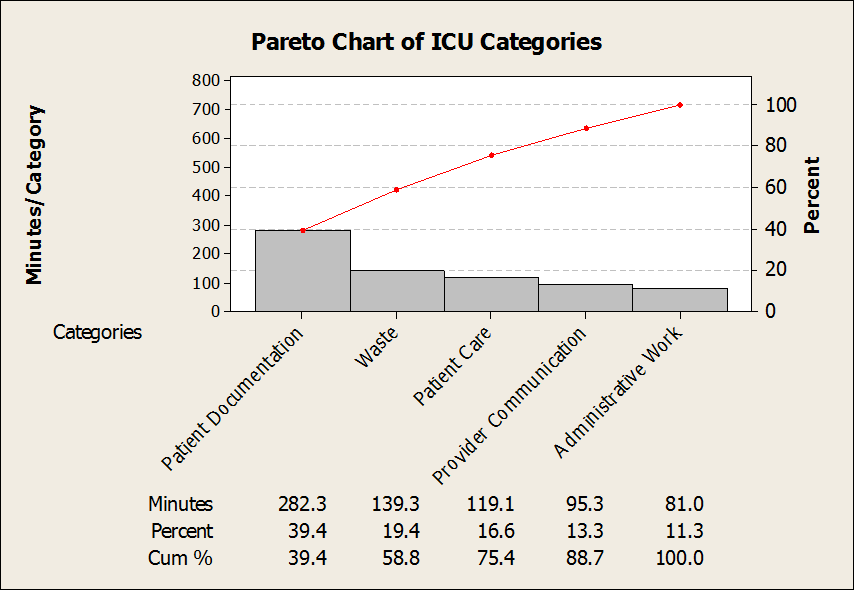 Pareto Chart of ICU Categories
Minutes/Category
800
700
600
500
400
300
200
100
0
100
80
60
40
20
0
Percent
Categories
Patient Documentation
Waste
Patient Care
Provider Communication
Administrative Work
Minutes 282.3 139.3 119.1 95.3 81.0
Percent 39.4 19.4 16.6 13.3 11.3
Cum % 39.4 58.8 75.4 88.7 100.0